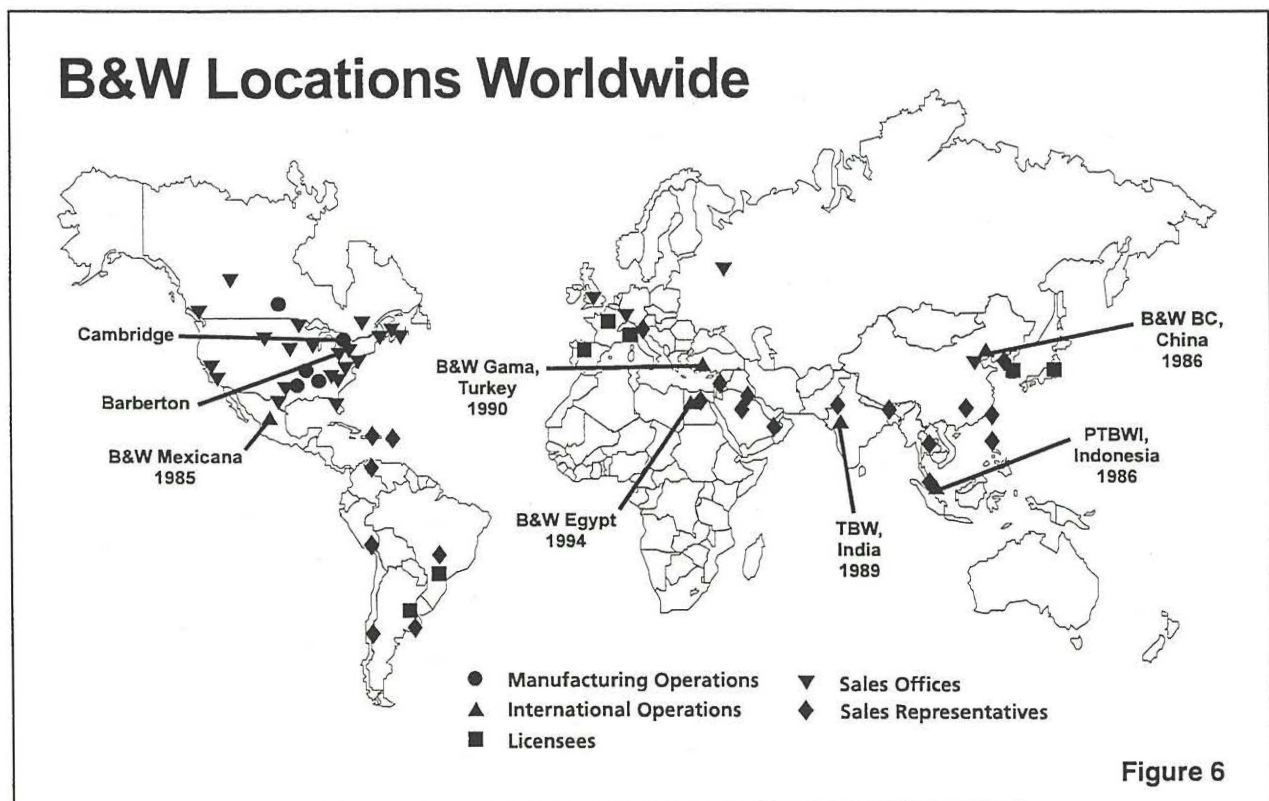 B&W Locations Worldwide
Cambridge
Barberton
B&W Mexicana
1985
B&W Gama,
Turkey
1990
B&W Egypt
1994
TBW,
India
1989
B&W BC,
China
1986
PTBWI,
Indonesia
1986
Manufacturing Operations
International Operations
Licensees
Sales Offices
Sales Representatives
Figure 6